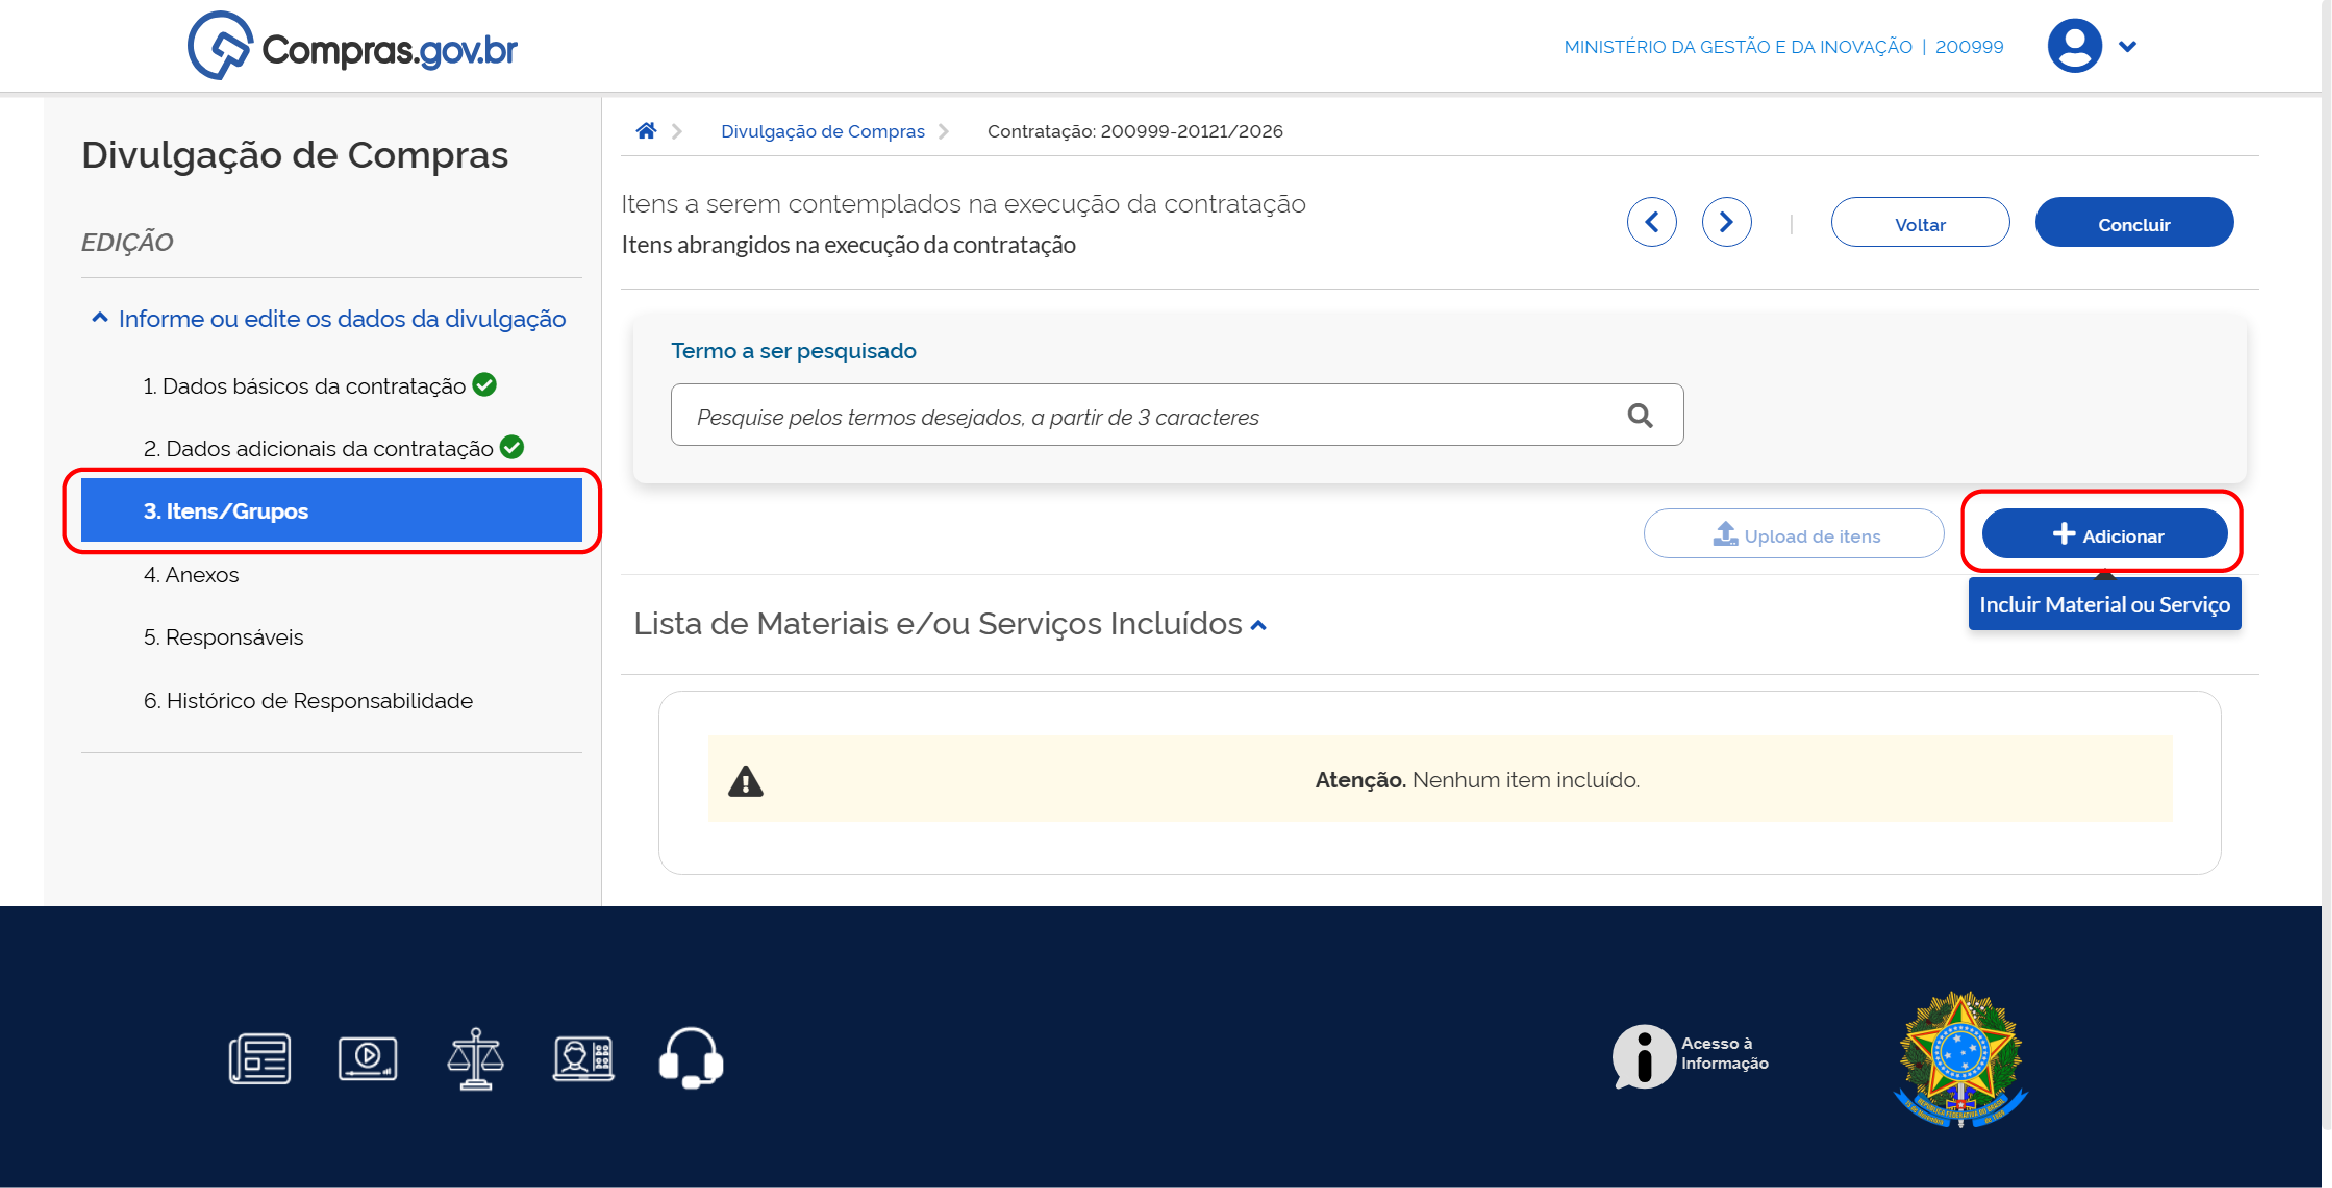 Compras.gov.br
MINISTÉRIO DA GESTÃO E DA INOVAÇÃO | 200999
Divulgação de Compras
EDIÇÃO
Informe ou edite os dados da divulgação
1. Dados básicos da contratação
2. Dados adicionais da contratação
3. Itens/Grupos
4. Anexos
5. Responsáveis
6. Histórico de Responsabilidade
Divulgação de Compras
Contratação: 200999-20121/2026
Itens a serem contemplados na execução da contratação
Itens abrangidos na execução da contratação
Voltar
Concluir
Termo a ser pesquisado
Pesquise pelos termos desejados, a partir de 3 caracteres
Upload de itens
Adicionar
Incluir Material ou Serviço
Lista de Materiais e/ou Serviços Incluídos
Atenção. Nenhum item incluído.
Acesso à
Informação